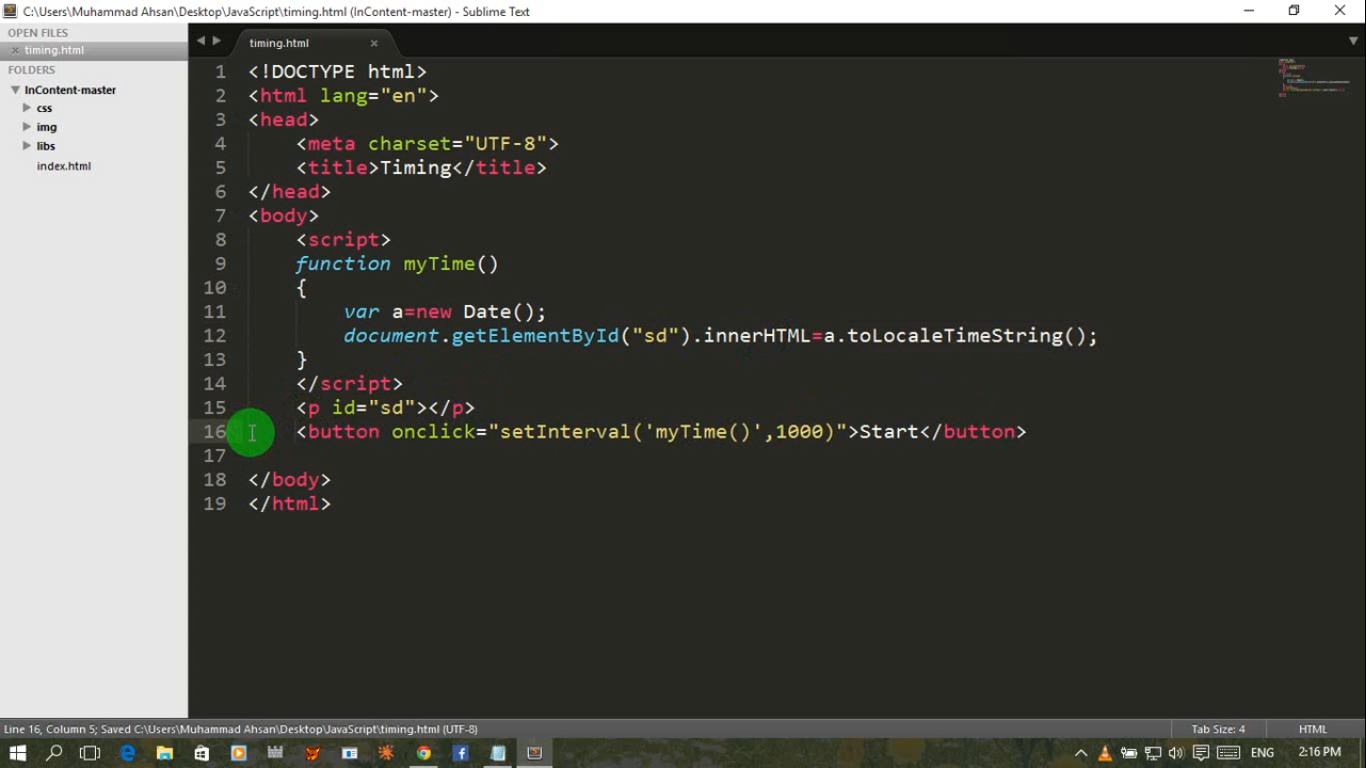 C:\Users\Muhammad Ahsan\Desktop\JavaScript\timing.html (InContent-master) - Sublime Text
OPEN FILES
timing.html
FOLDERS
InContent-master
css
img
libs
index.html
timing.html
1 <!DOCTYPE html>
2 <html lang="en">
3 <head>
4     <meta charset="UTF-8">
5     <title>Timing</title>
6 </head>
7 <body>
8     <script>
9     function myTime()
10     {
11         var a=new Date();
12         document.getElementById("sd").innerHTML=a.toLocaleTimeString();
13     }
14     </script>
15     <p id="sd"></p>
16     <button onclick="setInterval('myTime()',1000)">Start</button>
17
18 </body>
19 </html>
Line 16, Column 5; Saved C:\Users\Muhammad Ahsan\Desktop\JavaScript\timing.html (UTF-8)
Tab Size: 4
HTML
ENG
2:16 PM